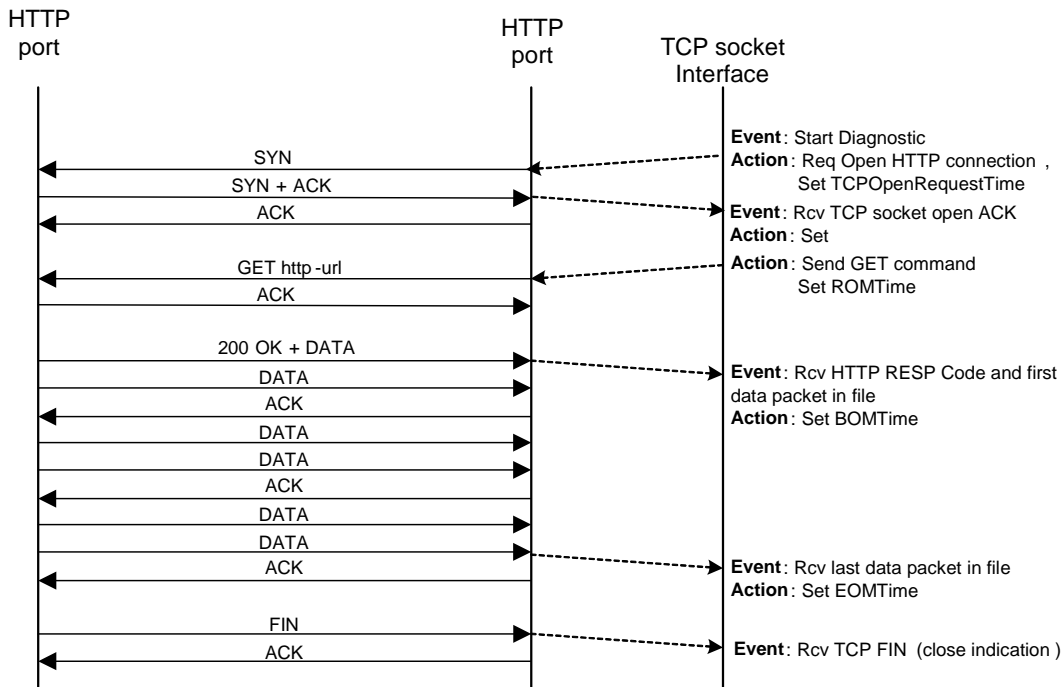 HTTP
port
HTTP
port
TCP socket
Interface
Event: Start Diagnostic
Action: Req Open HTTP connection ,
Set TCPOpenRequestTime
SYN
SYN + ACK
Event: Rcv TCP socket open ACK
Action: Set
ACK
Action: Send GET command
Set ROMTime
GET http -url
ACK
200 OK + DATA
Event: Rcv HTTP RESP Code and first
data packet in file
Action: Set BOMTime
DATA
ACK
DATA
DATA
ACK
DATA
DATA
ACK
Event: Rcv last data packet in file
Action: Set EOMTime
FIN
ACK
Event: Rcv TCP FIN (close indication )